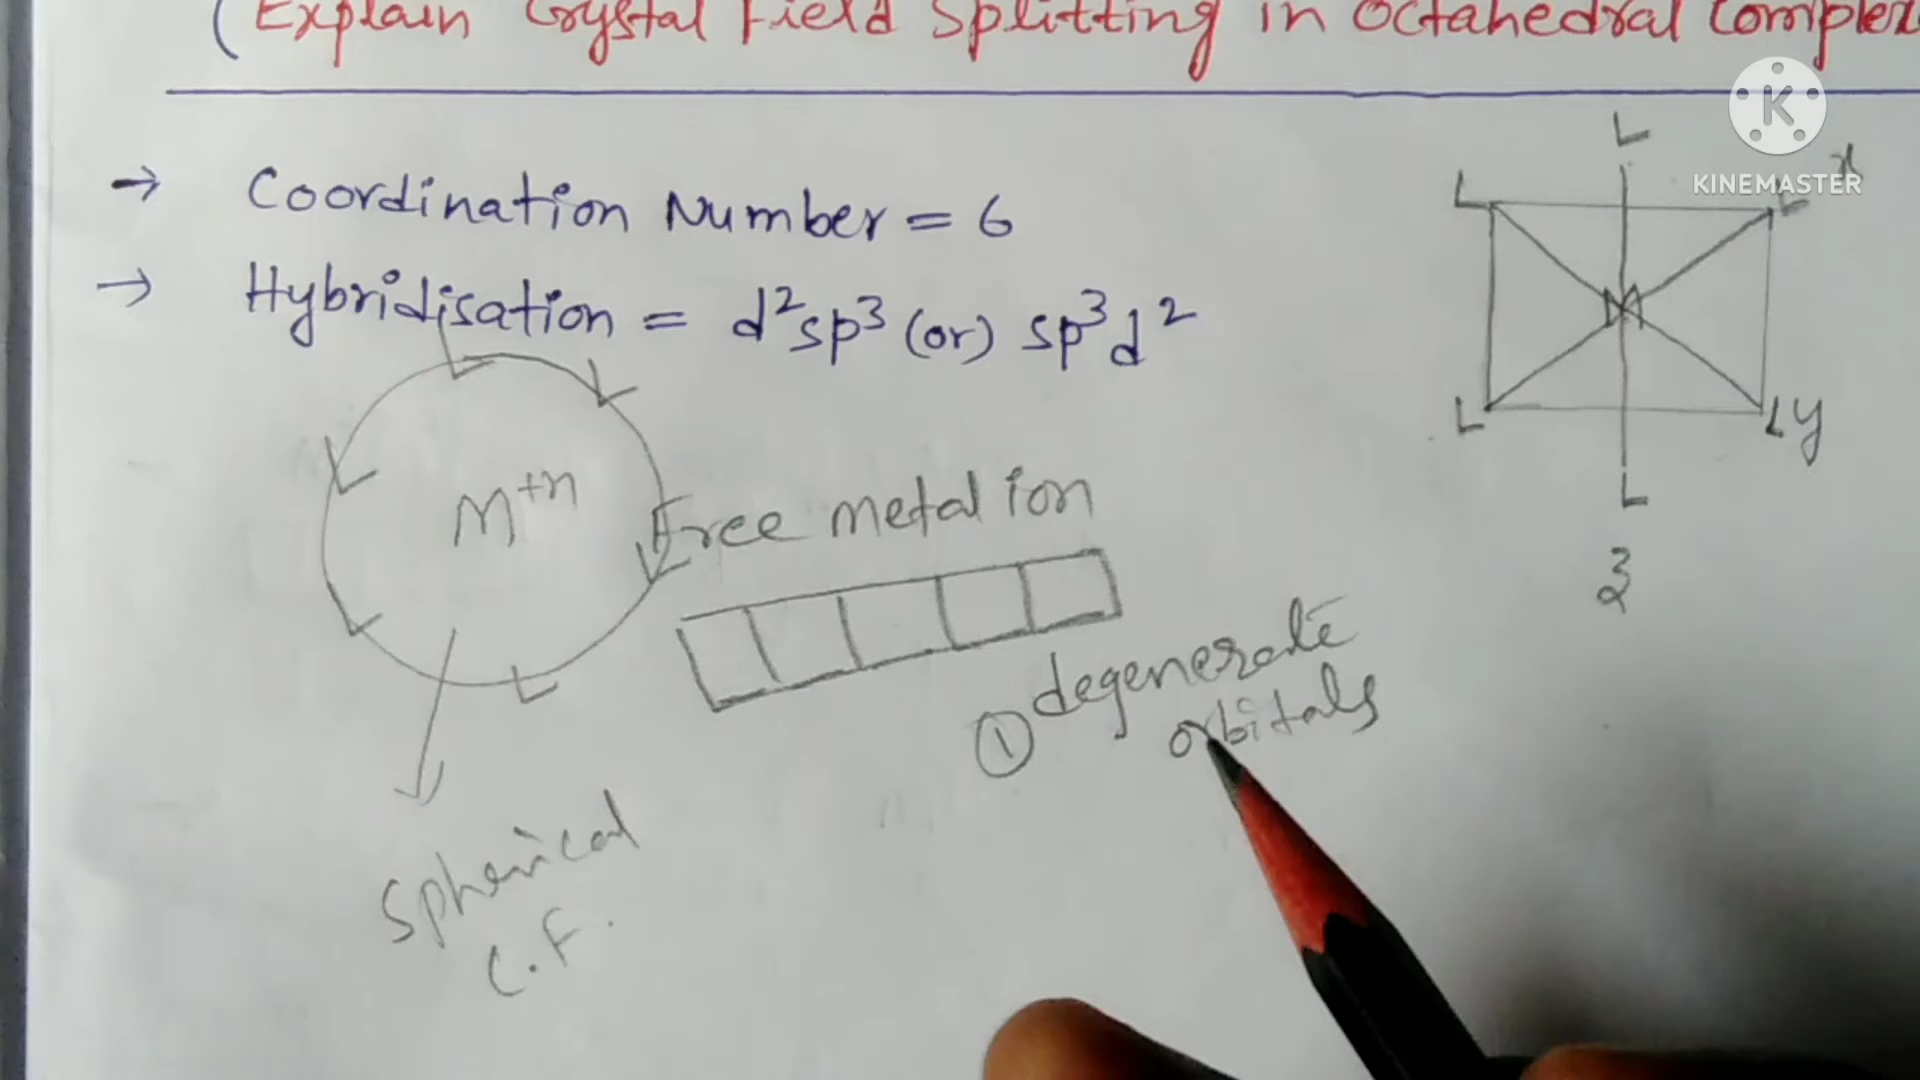 (Explain Crystal Field Splitting in Octahedral Complex
K
KINEMASTER
→ Coordination Number = 6
→ Hybridisation = d²sp³ (or) sp³d²
L
L L x
M
L L y
L
z
L L
L
M⁺ⁿ
L
L
L
Free metal ion
① degenerate
orbitals
Spherical
C.F.